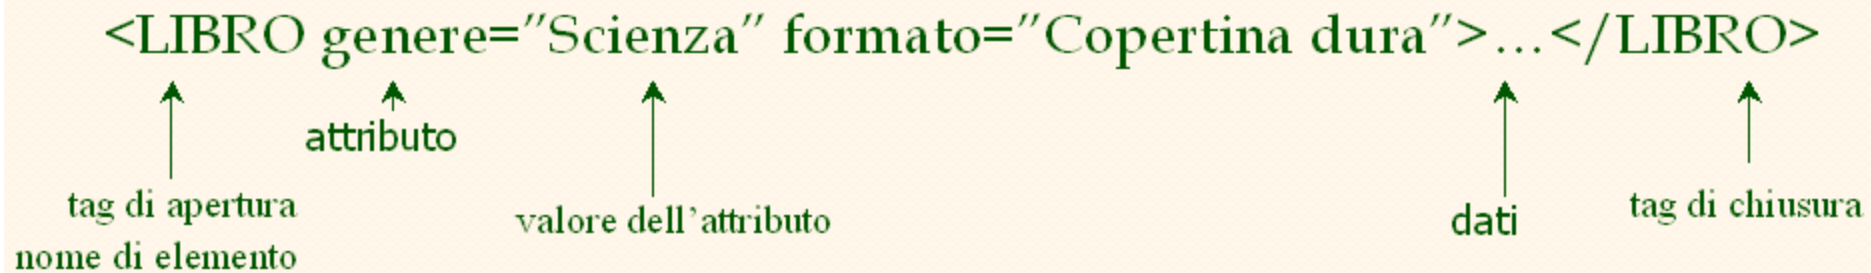 <LIBRO genere=″Scienza″ formato=″Copertina dura″>…</LIBRO>
attributo
tag di apertura
nome di elemento
valore dell’attributo
dati
tag di chiusura